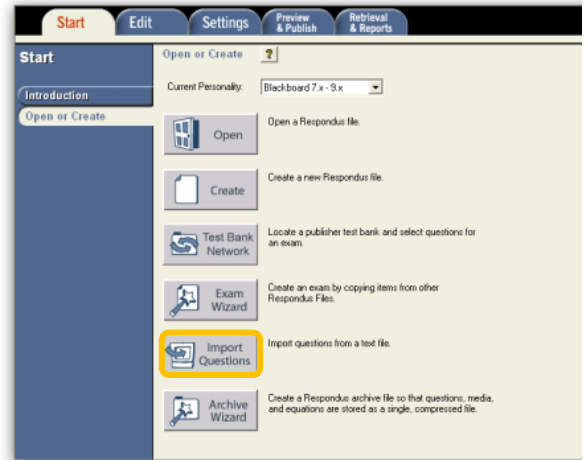 Start
Edit
Settings
Preview
& Publish
Retrieval
& Reports
Start
Introduction
Open or Create
Open or Create ?
Current Personality: Blackboard 7.x - 9.x
Open
Open a Respondus file.
Create
Create a new Respondus file.
Test Bank
Network
Locate a publisher test bank and select questions for
an exam.
Exam
Wizard
Create an exam by copying items from other
Respondus Files.
Import
Questions
Import questions from a text file.
Archive
Wizard
Create a Respondus archive file so that questions, media,
and equations are stored as a single, compressed file.